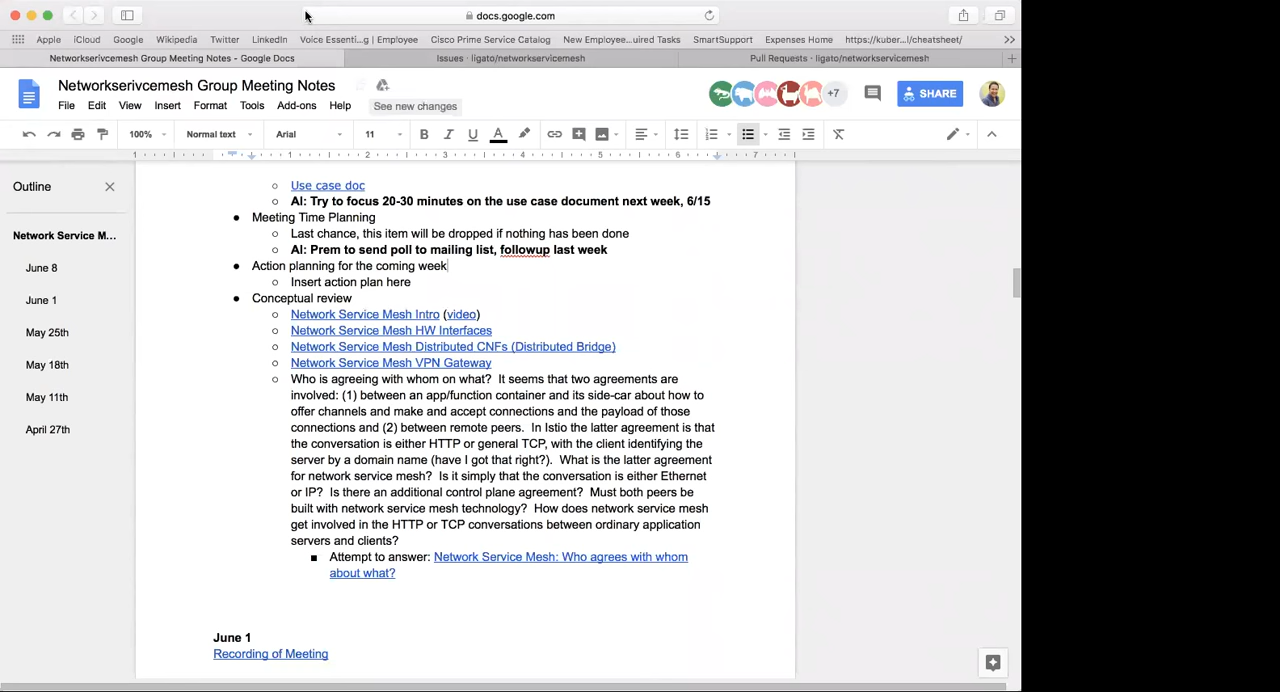 docs.google.com
Apple iCloud Google Wikipedia Twitter LinkedIn Voice Essenti...g | Employee Cisco Prime Service Catalog New Employee...uired Tasks SmartSupport Expenses Home https://kuber...l/cheatsheet/
Networkserivcemesh Group Meeting Notes - Google Docs Issues · ligato/networkservicemesh Pull Requests · ligato/networkservicemesh
Networkserivcemesh Group Meeting Notes
+7 SHARE
File Edit View Insert Format Tools Add-ons Help See new changes
100% Normal text Arial 11 B I U A
1 1 2 3 4 5 6 7
Outline
Network Service M...
June 8
June 1
May 25th
May 18th
May 11th
April 27th
Use case doc
AI: Try to focus 20-30 minutes on the use case document next week, 6/15
Meeting Time Planning
Last chance, this item will be dropped if nothing has been done
AI: Prem to send poll to mailing list, followup last week
Action planning for the coming week
Insert action plan here
Conceptual review
Network Service Mesh Intro (video)
Network Service Mesh HW Interfaces
Network Service Mesh Distributed CNFs (Distributed Bridge)
Network Service Mesh VPN Gateway
Who is agreeing with whom on what? It seems that two agreements are
involved: (1) between an app/function container and its side-car about how to
offer channels and make and accept connections and the payload of those
connections and (2) between remote peers. In Istio the latter agreement is that
the conversation is either HTTP or general TCP, with the client identifying the
server by a domain name (have I got that right?). What is the latter agreement
for network service mesh? Is it simply that the conversation is either Ethernet
or IP? Is there an additional control plane agreement? Must both peers be
built with network service mesh technology? How does network service mesh
get involved in the HTTP or TCP conversations between ordinary application
servers and clients?
Attempt to answer: Network Service Mesh: Who agrees with whom
about what?
June 1
Recording of Meeting